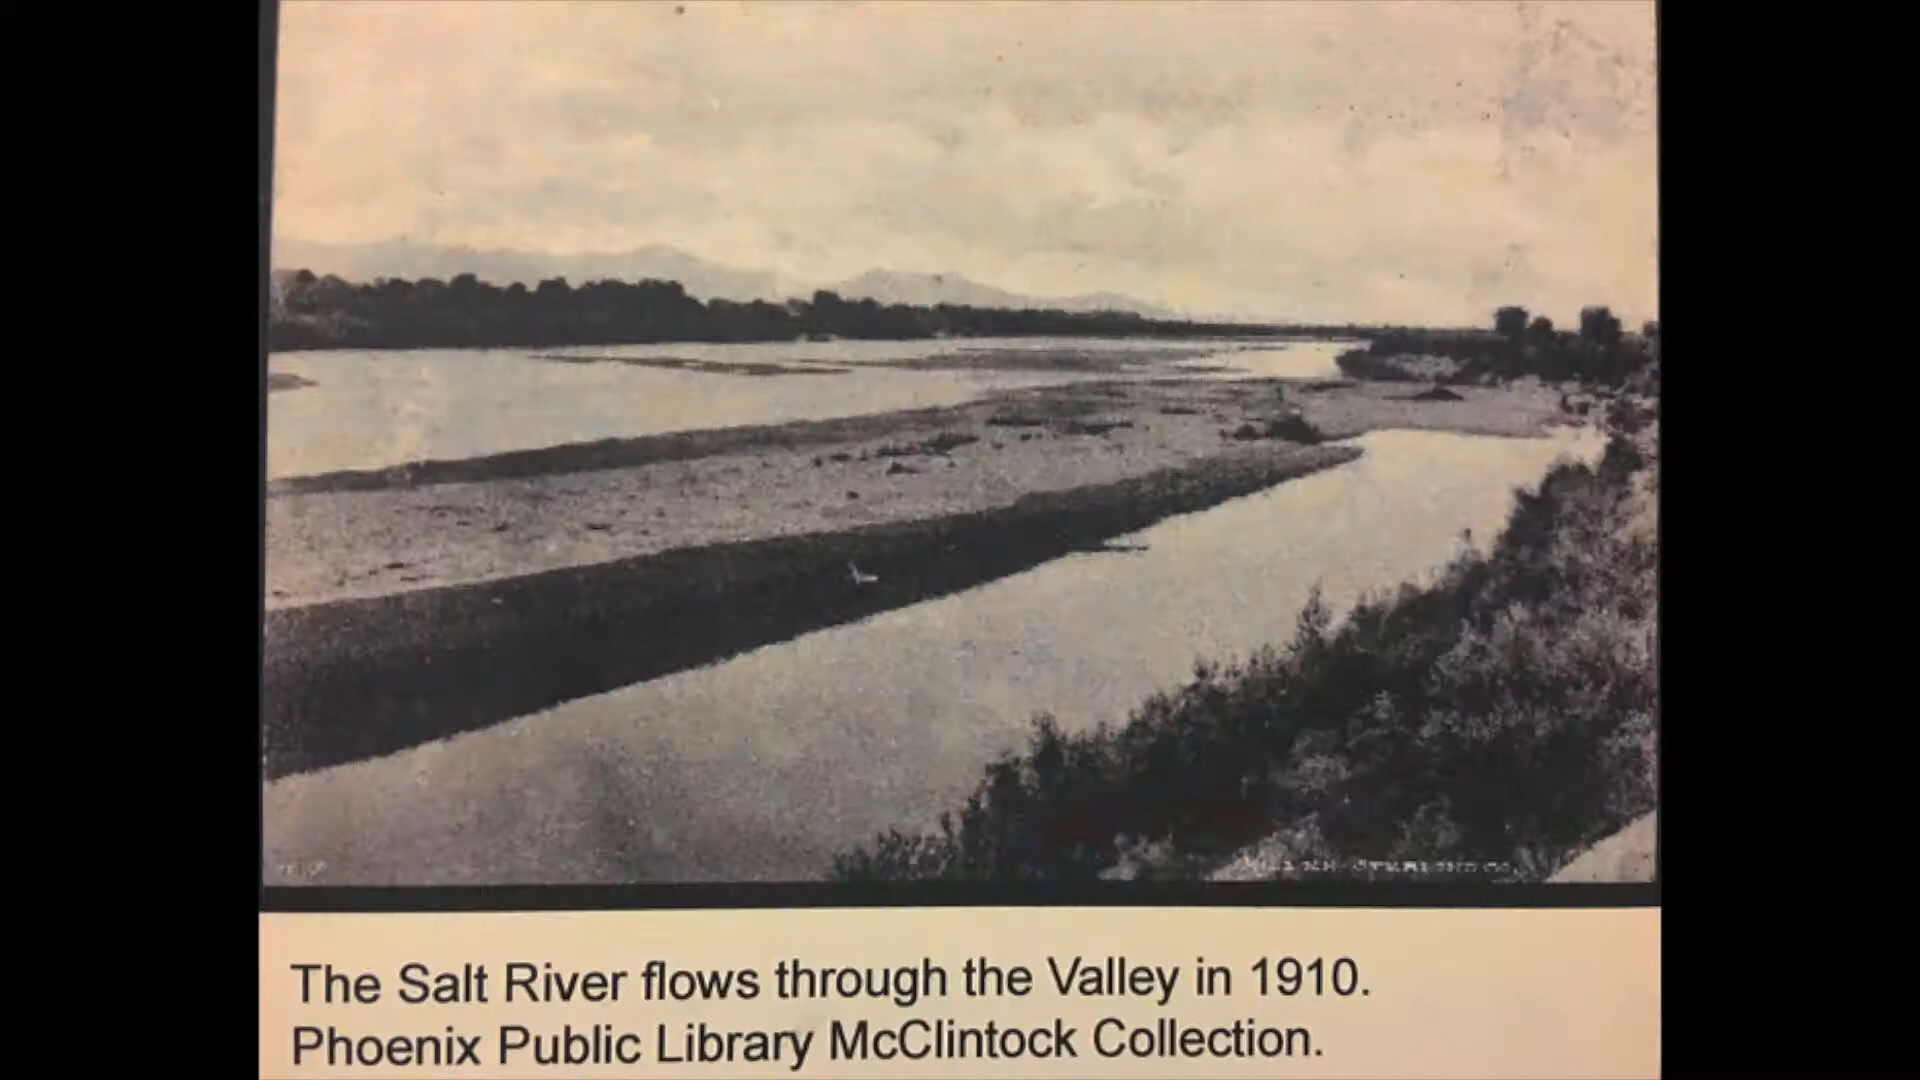 The Salt River flows through the Valley in 1910.
Phoenix Public Library McClintock Collection.